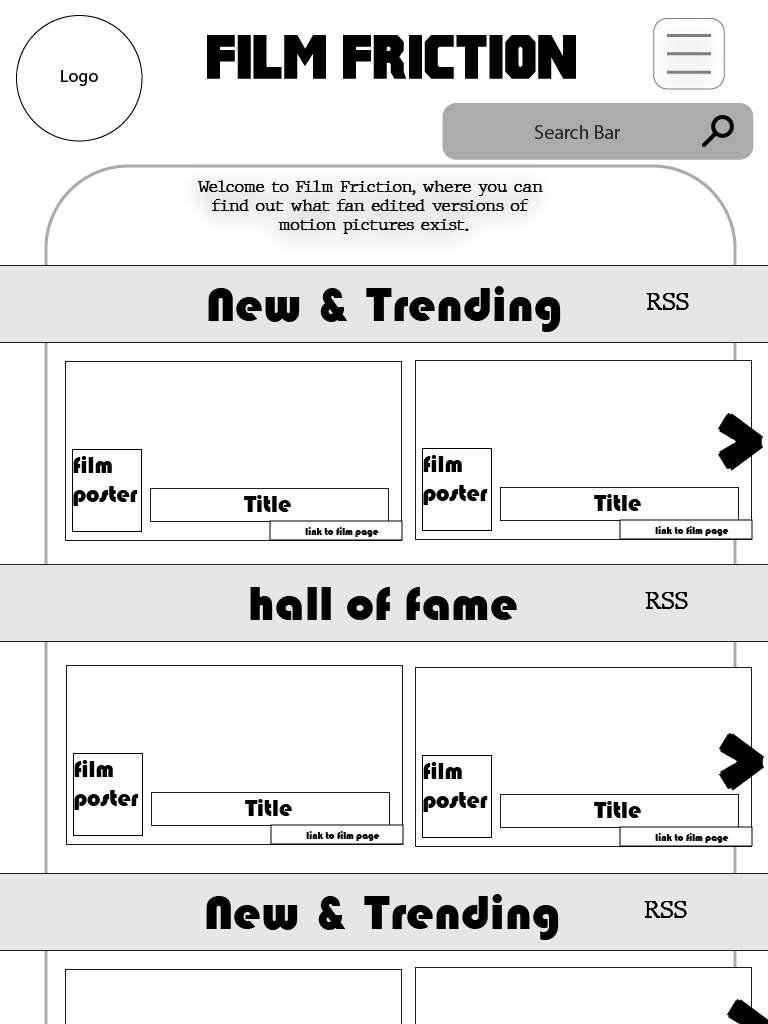 Logo
FILM FRICTION
Search Bar
Welcome to Film Friction, where you can
find out what fan edited versions of
motion pictures exist.
New & Trending
RSS
film
poster
Title
link to film page
film
poster
Title
link to film page
hall of fame
RSS
film
poster
Title
link to film page
film
poster
Title
link to film page
New & Trending
RSS